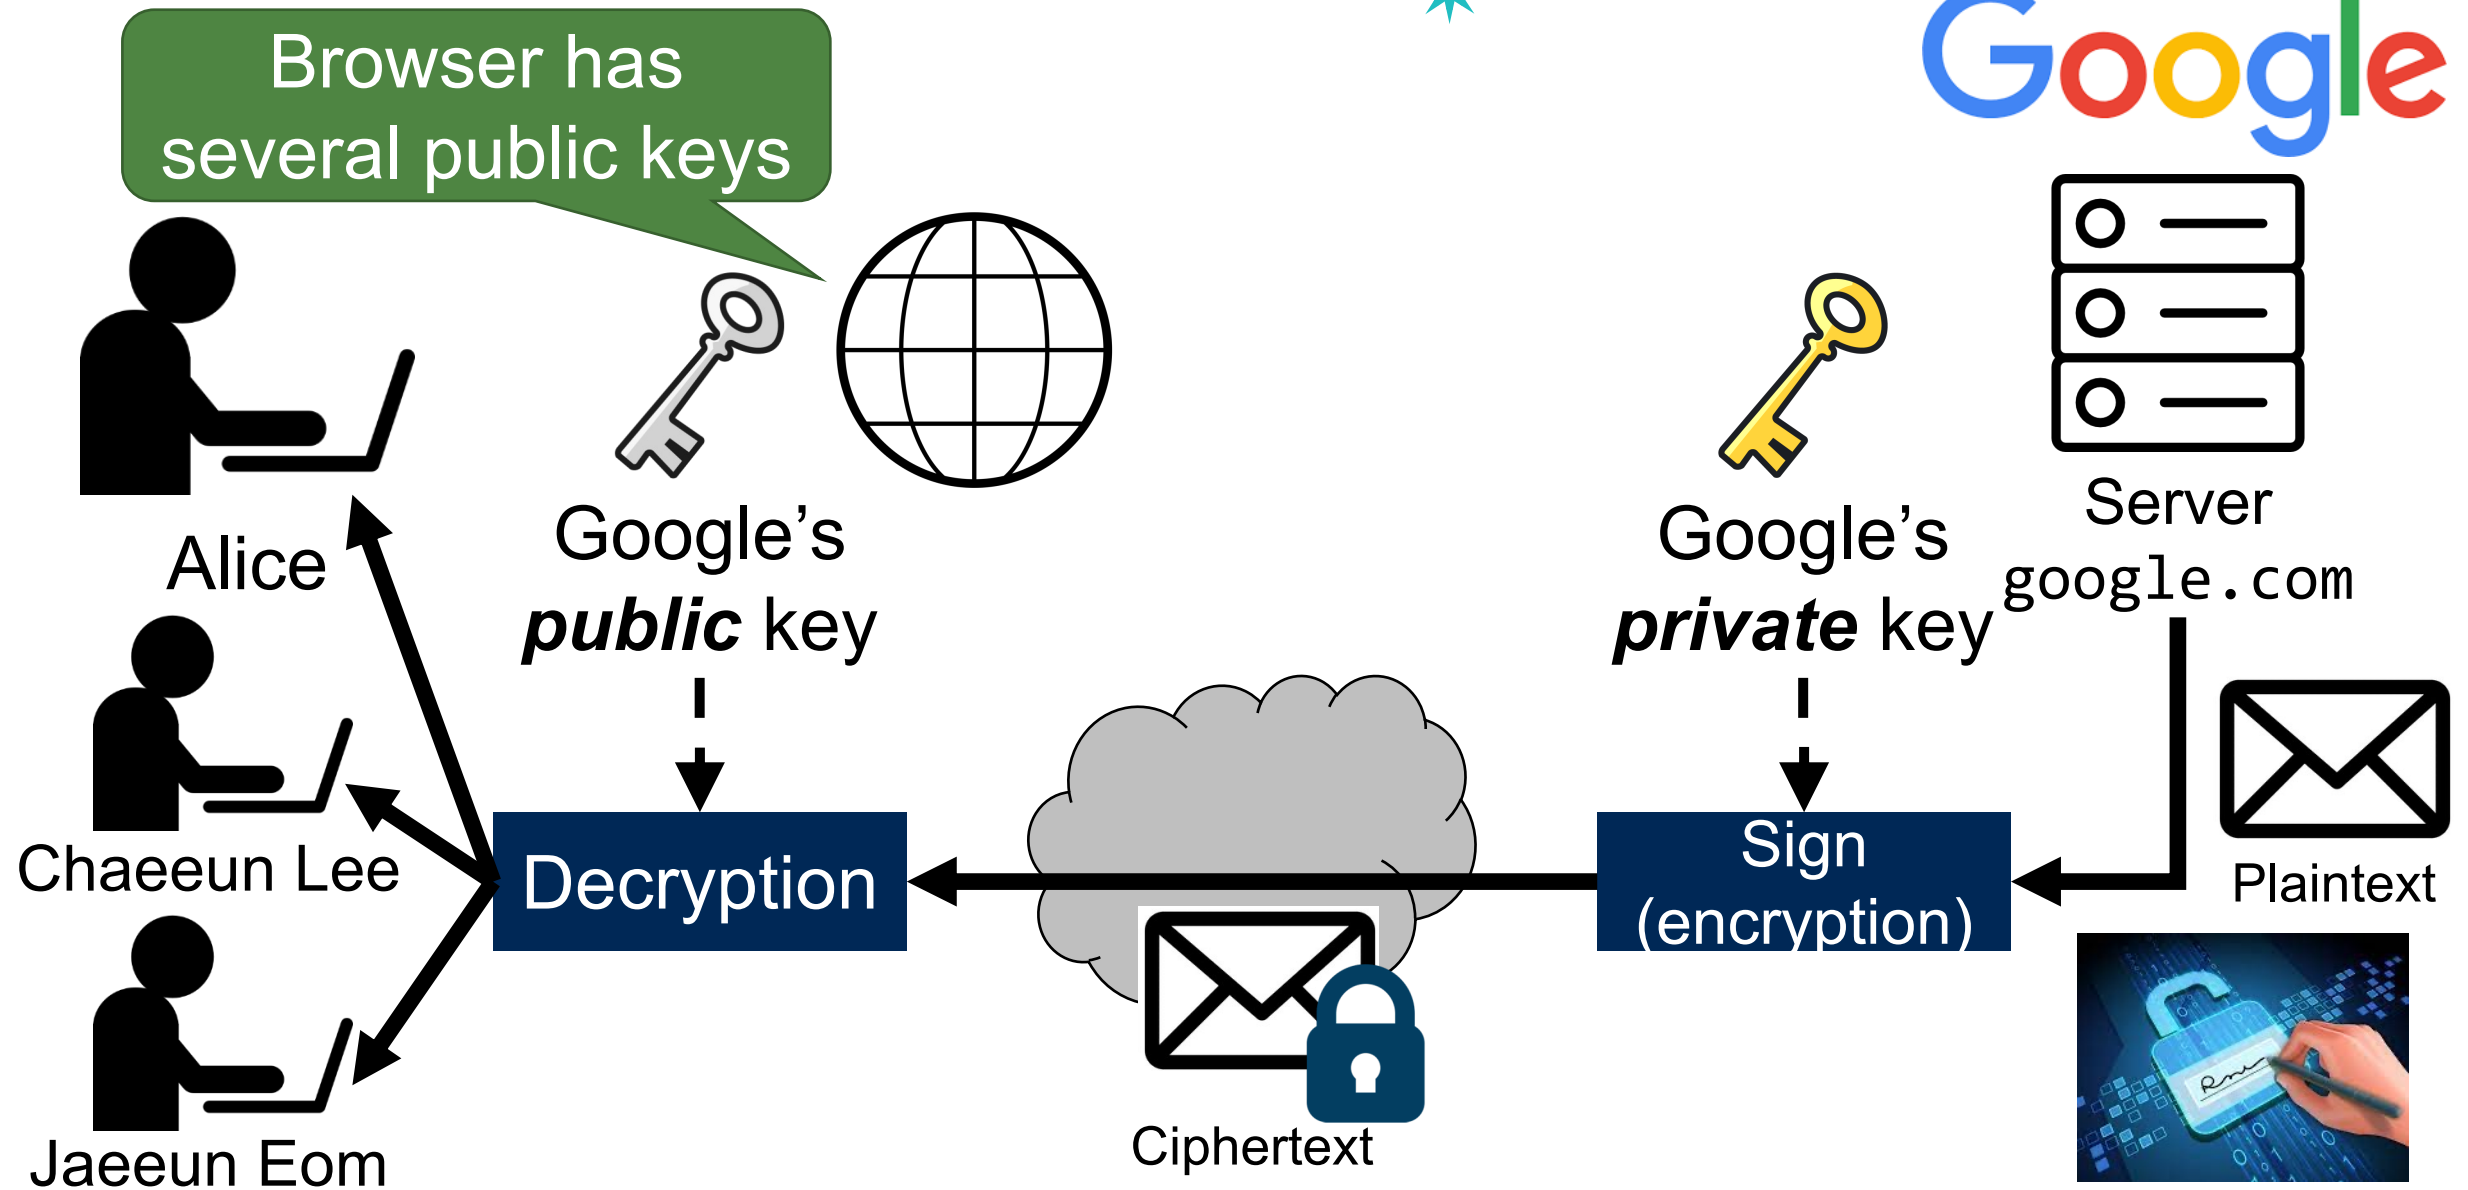 Browser has
several public keys
Google
Alice
Google's
public key
Google's
private key
Server
google.com
Chaeeun Lee
Decryption
Sign
(encryption)
Plaintext
Jaeeun Eom
Ciphertext